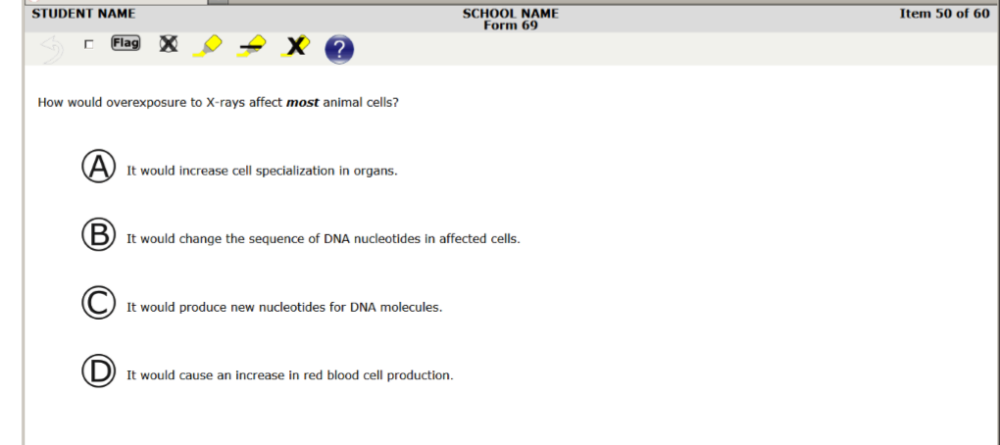 STUDENT NAME SCHOOL NAME Item 50 of 60
Form 69
Flag X ?
How would overexposure to X-rays affect most animal cells?
A It would increase cell specialization in organs.
B It would change the sequence of DNA nucleotides in affected cells.
C It would produce new nucleotides for DNA molecules.
D It would cause an increase in red blood cell production.